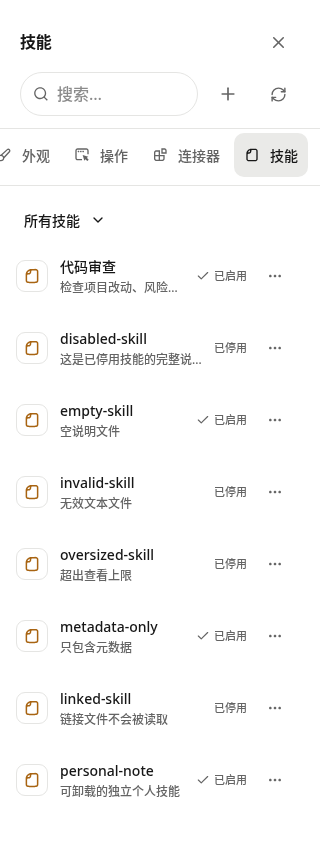 技能
搜索...
外观
操作
连接器
技能
所有技能
代码审查
检查项目改动、风险...
已启用
disabled-skill
这是已停用技能的完整说...
已停用
empty-skill
空说明文件
已启用
invalid-skill
无效文本文件
已停用
oversized-skill
超出查看上限
已停用
metadata-only
只包含元数据
已启用
linked-skill
链接文件不会被读取
已停用
personal-note
可卸载的独立个人技能
已启用